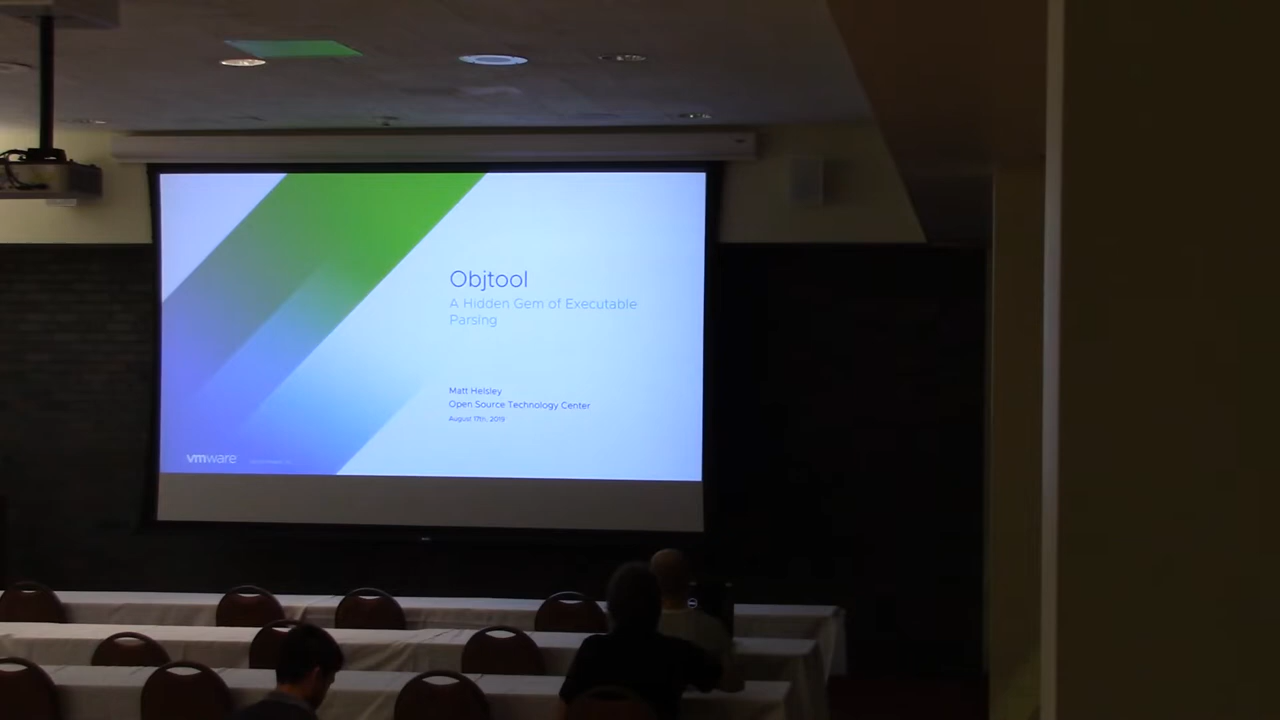 Objtool
A Hidden Gem of Executable
Parsing
Matt Helsley
Open Source Technology Center
August 17th, 2019
vmware